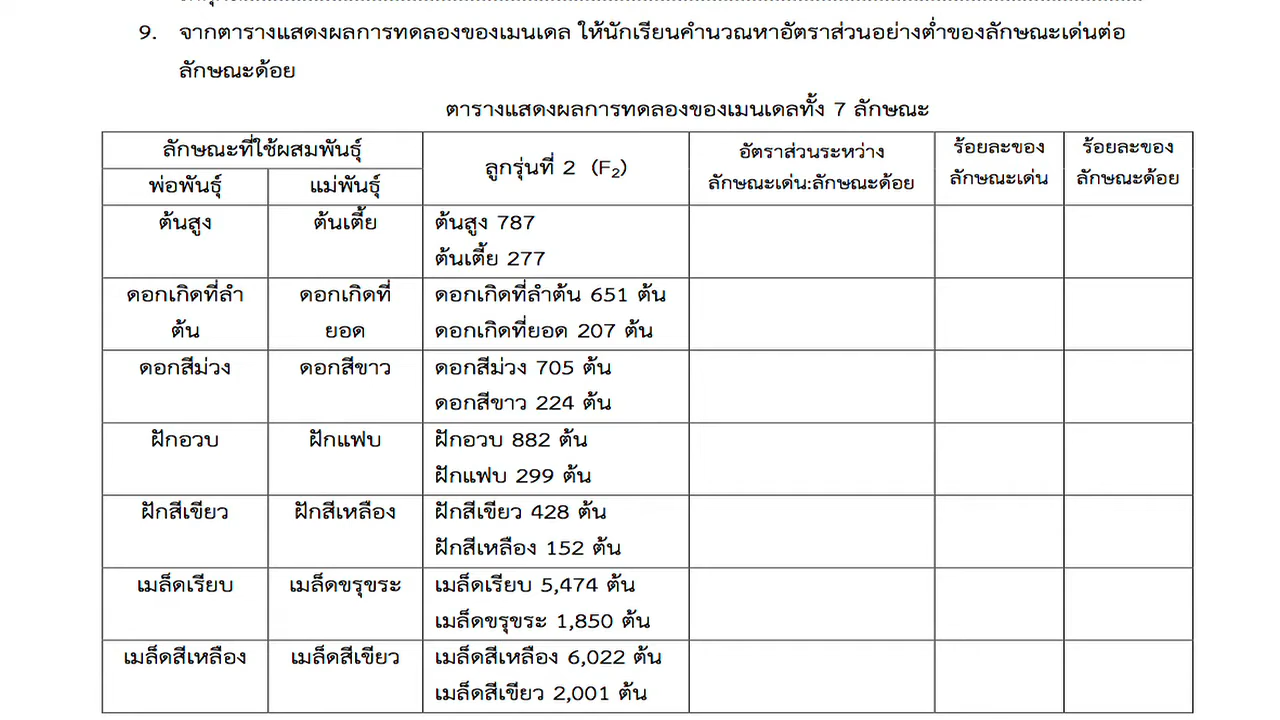 9. จากตารางแสดงผลการทดลองของเมนเดล ให้นักเรียนคำนวณหาอัตราส่วนอย่างต่ำของลักษณะเด่นต่อ
ลักษณะด้อย
ตารางแสดงผลการทดลองของเมนเดลทั้ง 7 ลักษณะ
ลักษณะที่ใช้ผสมพันธุ์
พ่อพันธุ์ แม่พันธุ์
ลูกรุ่นที่ 2 (F₂)
อัตราส่วนระหว่าง
ลักษณะเด่น:ลักษณะด้อย
ร้อยละของ
ลักษณะเด่น
ร้อยละของ
ลักษณะด้อย
ต้นสูง ต้นเตี้ย ต้นสูง 787
ต้นเตี้ย 277
ดอกเกิดที่ลำ ดอกเกิดที่ ดอกเกิดที่ลำต้น 651 ต้น
ต้น ยอด ดอกเกิดที่ยอด 207 ต้น
ดอกสีม่วง ดอกสีขาว ดอกสีม่วง 705 ต้น
ดอกสีขาว 224 ต้น
ฝักอวบ ฝักแฟบ ฝักอวบ 882 ต้น
ฝักแฟบ 299 ต้น
ฝักสีเขียว ฝักสีเหลือง ฝักสีเขียว 428 ต้น
ฝักสีเหลือง 152 ต้น
เมล็ดเรียบ เมล็ดขรุขระ เมล็ดเรียบ 5,474 ต้น
เมล็ดขรุขระ 1,850 ต้น
เมล็ดสีเหลือง เมล็ดสีเขียว เมล็ดสีเหลือง 6,022 ต้น
เมล็ดสีเขียว 2,001 ต้น